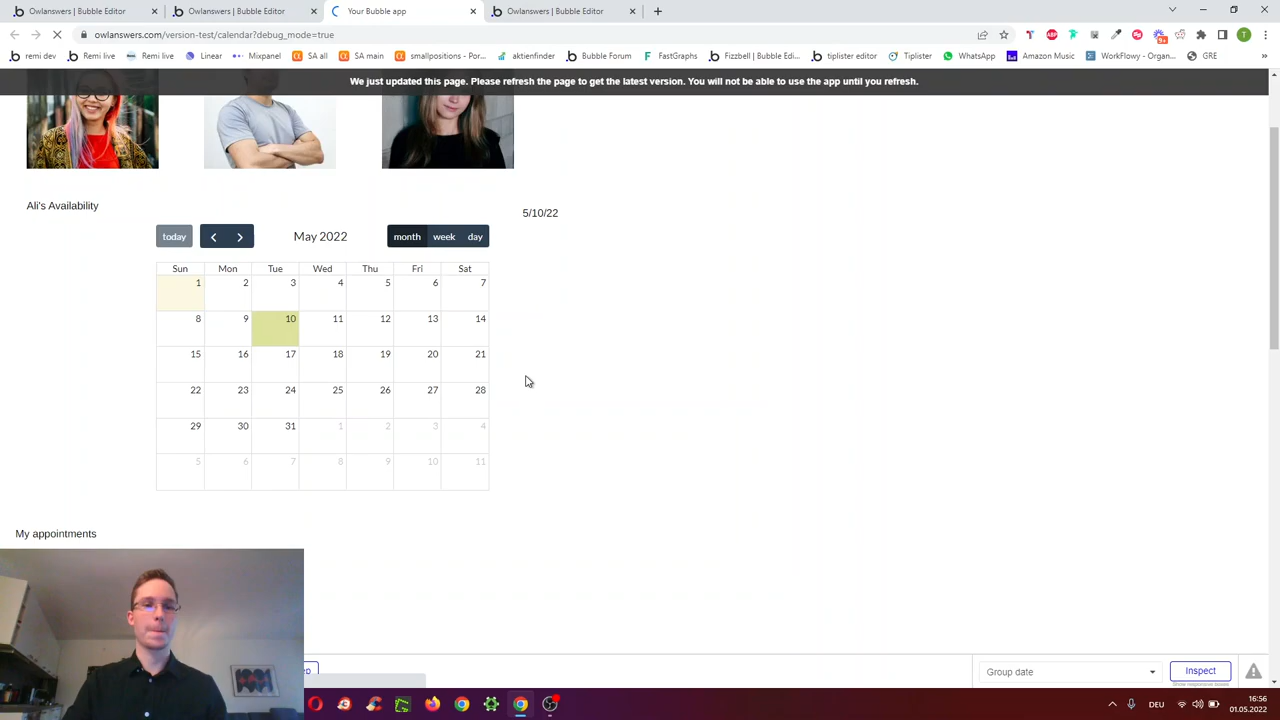 Owlanswers | Bubble Editor
Owlanswers | Bubble Editor
Your Bubble app
Owlanswers | Bubble Editor
owlanswers.com/version-test/calendar?debug_mode=true
remi dev
Remi live
Remi live
Linear
Mixpanel
SA all
SA main
smallpositions - Por...
aktienfinder
Bubble Forum
FastGraphs
Fizzbell | Bubble Edi...
tiplister editor
Tiplister
WhatsApp
Amazon Music
WorkFlowy - Organ...
GRE
We just updated this page. Please refresh the page to get the latest version. You will not be able to use the app until you refresh.
Ali's Availability
5/10/22
today
May 2022
month week day
Sun Mon Tue Wed Thu Fri Sat
1 2 3 4 5 6 7
8 9 10 11 12 13 14
15 16 17 18 19 20 21
22 23 24 25 26 27 28
29 30 31 1 2 3 4
5 6 7 8 9 10 11
My appointments
Group date
Inspect
Show responsive boxes
DEU
16:56
01.05.2022